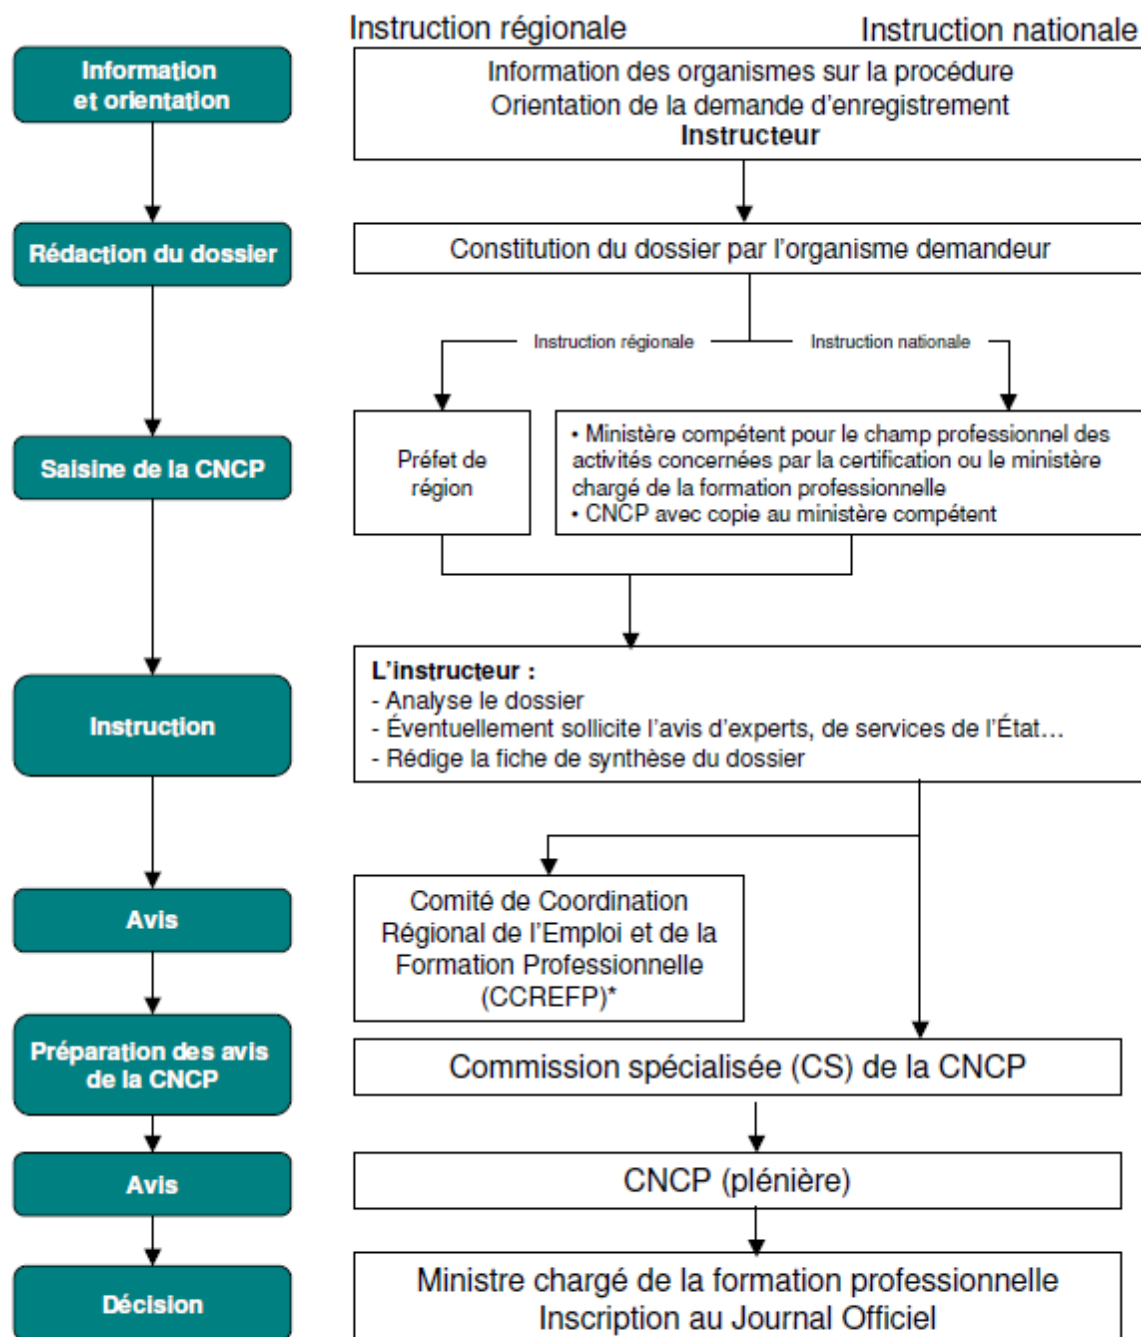 Instruction régionale
Instruction nationale
Information
et orientation
Information des organismes sur la procédure
Orientation de la demande d'enregistrement
Instructeur
Rédaction du dossier
Constitution du dossier par l'organisme demandeur
Instruction régionale
Instruction nationale
Saisine de la CNCP
Préfet de
région
• Ministère compétent pour le champ professionnel des
activités concernées par la certification ou le ministère
chargé de la formation professionnelle
• CNCP avec copie au ministère compétent
Instruction
L'instructeur :
- Analyse le dossier
- Éventuellement sollicite l'avis d'experts, de services de l'État...
- Rédige la fiche de synthèse du dossier
Avis
Comité de Coordination
Régional de l'Emploi et de la
Formation Professionnelle
(CCREFP)*
Préparation des avis
de la CNCP
Commission spécialisée (CS) de la CNCP
Avis
CNCP (plénière)
Décision
Ministre chargé de la formation professionnelle
Inscription au Journal Officiel